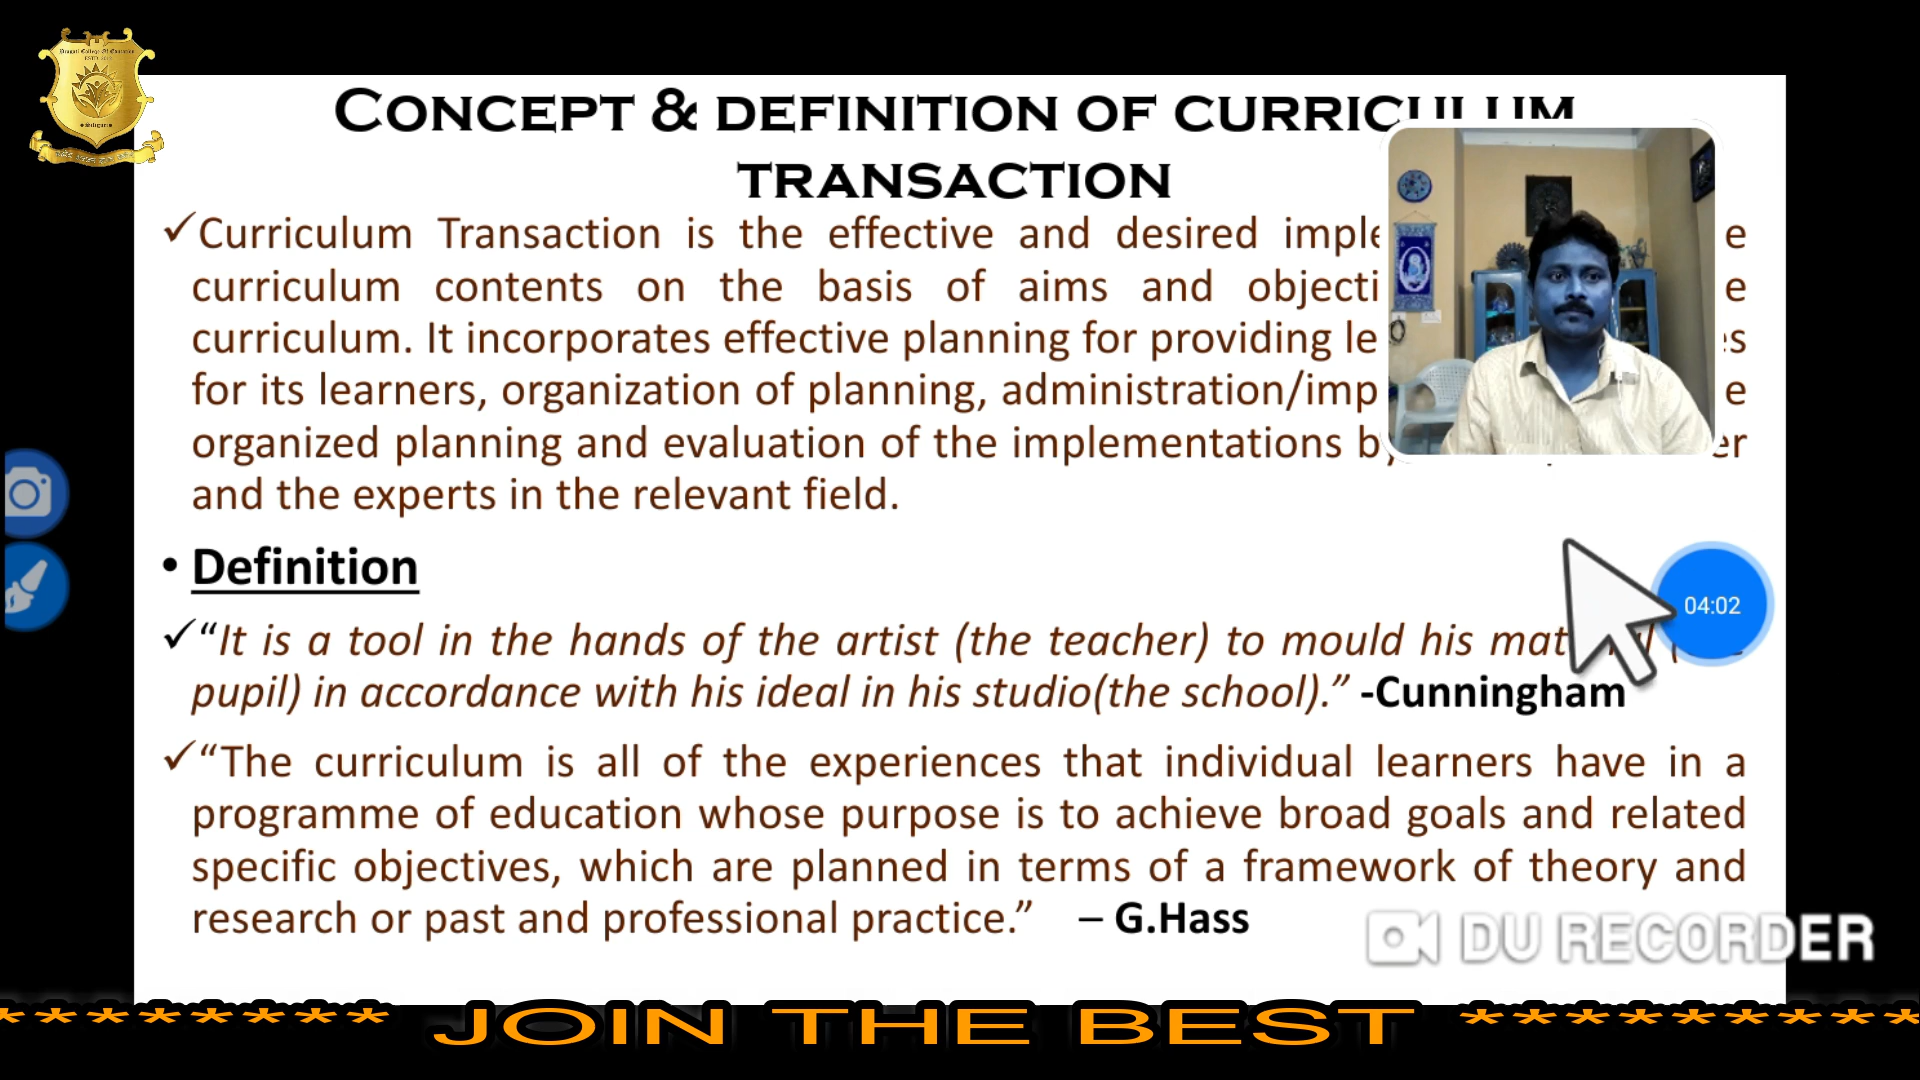 CONCEPT & DEFINITION OF CURRICULUM
TRANSACTION
✓Curriculum Transaction is the effective and desired imple e
curriculum contents on the basis of aims and objecti e
curriculum. It incorporates effective planning for providing le es
for its learners, organization of planning, administration/imp e
organized planning and evaluation of the implementations by er
and the experts in the relevant field.
• Definition
✓“It is a tool in the hands of the artist (the teacher) to mould his mat
pupil) in accordance with his ideal in his studio(the school).” -Cunningham
✓“The curriculum is all of the experiences that individual learners have in a
programme of education whose purpose is to achieve broad goals and related
specific objectives, which are planned in terms of a framework of theory and
research or past and professional practice.” – G.Hass
04:02
DU RECORDER
******** JOIN THE BEST *********